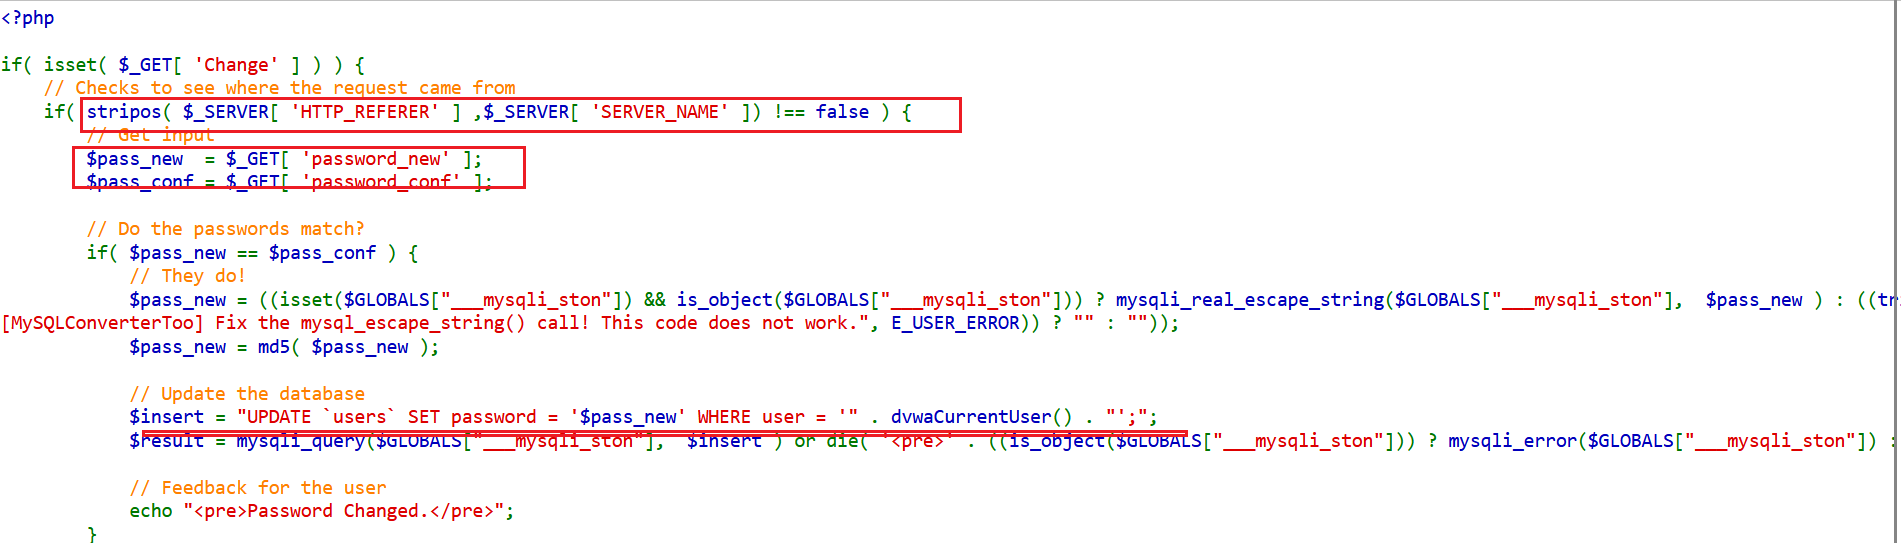 <?php
if( isset( $_GET[ 'Change' ] ) ) {
// Checks to see where the request came from
if( stripos( $_SERVER[ 'HTTP_REFERER' ] ,$_SERVER[ 'SERVER_NAME' ]) !== false ) {
// Get input
$pass_new  = $_GET[ 'password_new' ];
$pass_conf = $_GET[ 'password_conf' ];
// Do the passwords match?
if( $pass_new == $pass_conf ) {
// They do!
$pass_new = ((isset($GLOBALS["___mysqli_ston"]) && is_object($GLOBALS["___mysqli_ston"])) ? mysqli_real_escape_string($GLOBALS["___mysqli_ston"],  $pass_new ) : ((tr
[MySQLConverterToo] Fix the mysql_escape_string() call! This code does not work.", E_USER_ERROR)) ? "" : ""));
$pass_new = md5( $pass_new );
// Update the database
$insert = "UPDATE `users` SET password = '$pass_new' WHERE user = '" . dvwaCurrentUser() . "';";
$result = mysqli_query($GLOBALS["___mysqli_ston"],  $insert ) or die( '<pre>' . ((is_object($GLOBALS["___mysqli_ston"])) ? mysqli_error($GLOBALS["___mysqli_ston"]) :
// Feedback for the user
echo "<pre>Password Changed.</pre>";
}